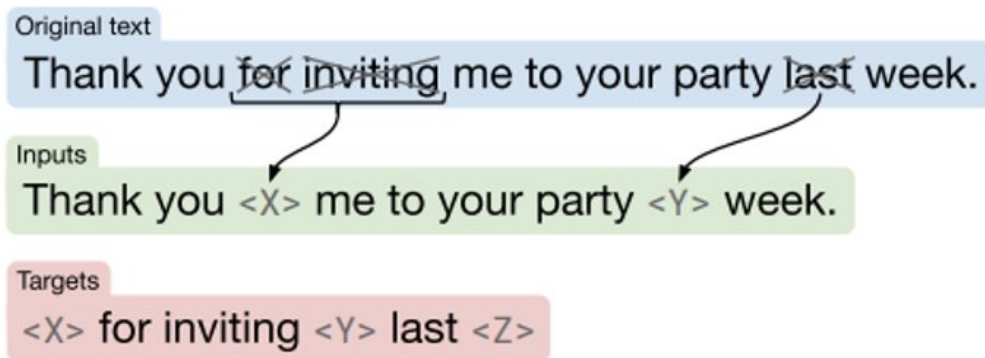 Original text
Thank you for inviting me to your party last week.
Inputs
Thank you <X> me to your party <Y> week.
Targets
<X> for inviting <Y> last <Z>